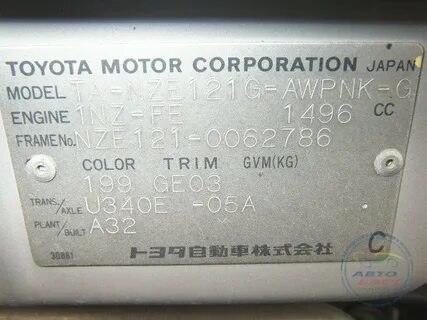 TOYOTA MOTOR CORPORATION JAPAN
MODEL TA-NZE121G-AWPNK-G
ENGINE 1NZ-FE 1496 CC
FRAME No. NZE121-0062786
COLOR TRIM GVM(KG)
199 GE03
TRANS./AXLE U340E -05A
PLANT/BUILT A32
30881 トヨタ自動車株式会社 C
АВТО